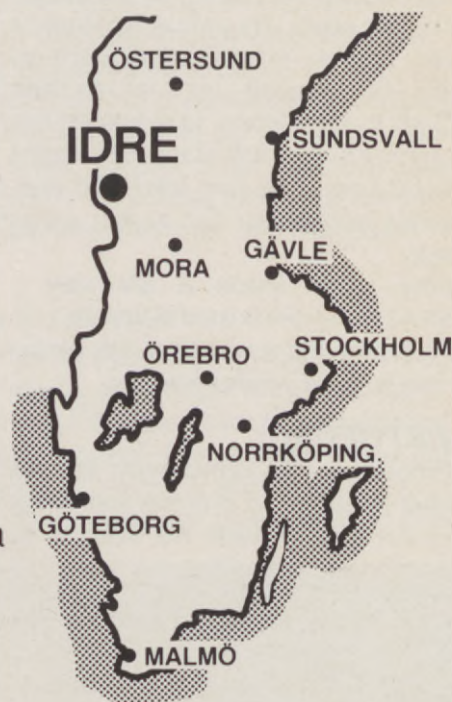 ÖSTERSUND
IDRE
SUNDSVALL
MORA
GÄVLE
ÖREBRO
STOCKHOLM
NORRKÖPING
GÖTEBORG
MALMÖ